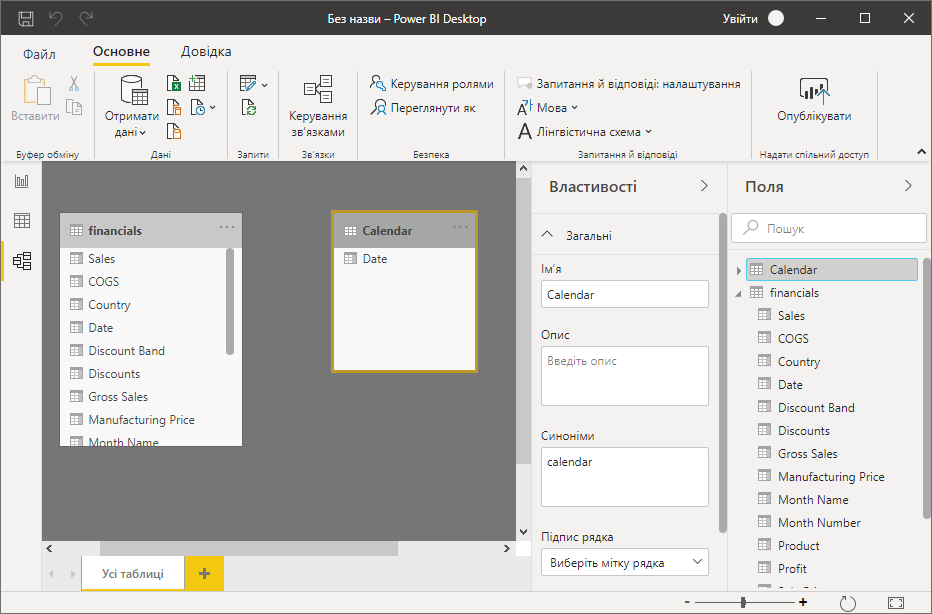 Без назви – Power BI Desktop
Увійти
Файл
Основне
Довідка
Вставити
Буфер обміну
Отримати
дані
Дані
Запити
Керування
зв'язками
Зв'язки
Керування ролями
Переглянути як
Безпека
Запитання й відповіді: налаштування
Мова
Лінгвістична схема
Запитання й відповіді
Опублікувати
Надати спільний доступ
financials
Sales
COGS
Country
Date
Discount Band
Discounts
Gross Sales
Manufacturing Price
Month Name
Calendar
Date
Усі таблиці
Властивості
Загальні
Ім'я
Calendar
Опис
Введіть опис
Синоніми
calendar
Підпис рядка
Виберіть мітку рядка
Поля
Пошук
Calendar
financials
Sales
COGS
Country
Date
Discount Band
Discounts
Gross Sales
Manufacturing Price
Month Name
Month Number
Product
Profit